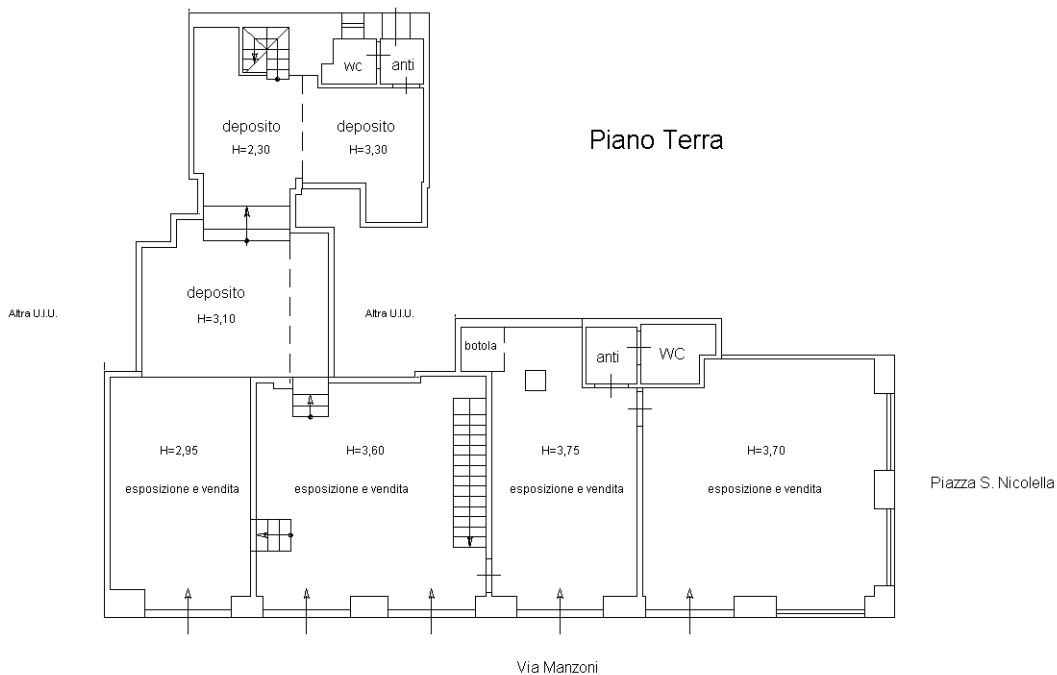 wc
anti
deposito
H=2,30
deposito
H=3,30
Piano Terra
deposito
H=3,10
Altra U.I.U.
Altra U.I.U.
botola
anti
WC
H=2,95
esposizione e vendita
H=3,60
esposizione e vendita
H=3,75
esposizione e vendita
H=3,70
esposizione e vendita
Piazza S. Nicolella
Via Manzoni